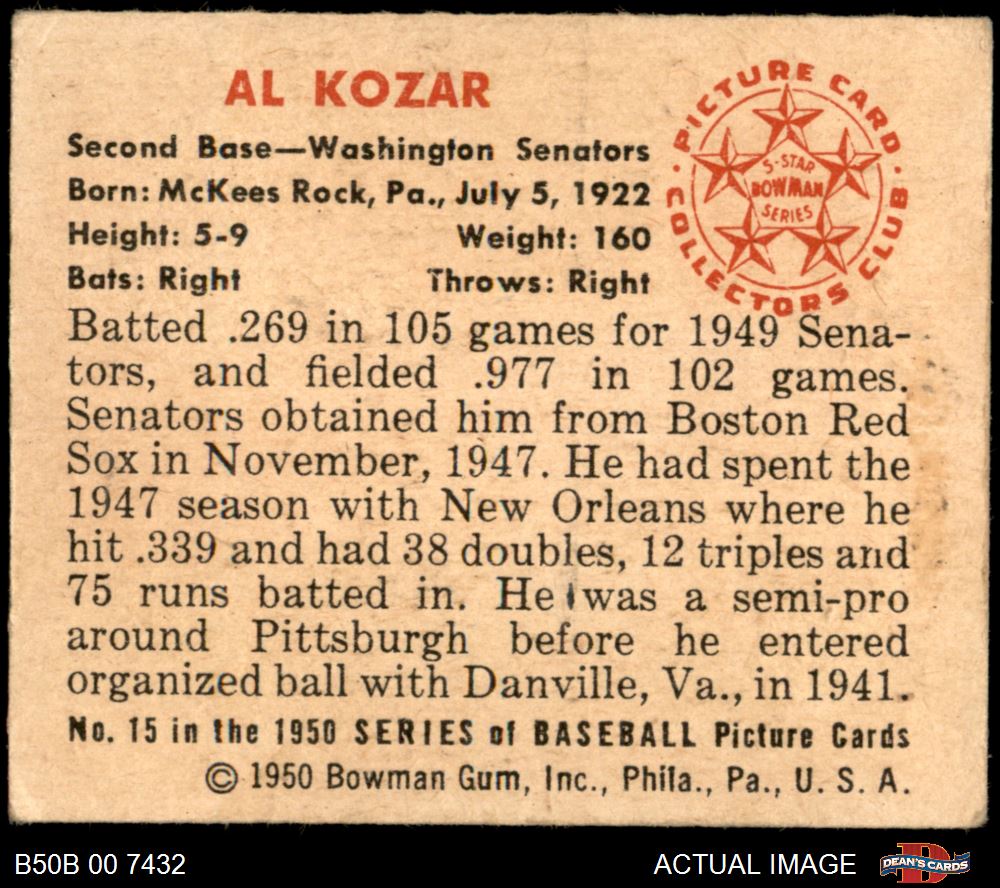 AL KOZAR
Second Base—Washington Senators
Born: McKees Rock, Pa., July 5, 1922
Height: 5-9 Weight: 160
Bats: Right Throws: Right
· PICTURE CARD · COLLECTORS CLUB
5-STAR
BOWMAN
SERIES
Batted .269 in 105 games for 1949 Sena-
tors, and fielded .977 in 102 games.
Senators obtained him from Boston Red
Sox in November, 1947. He had spent the
1947 season with New Orleans where he
hit .339 and had 38 doubles, 12 triples and
75 runs batted in. He was a semi-pro
around Pittsburgh before he entered
organized ball with Danville, Va., in 1941.
No. 15 in the 1950 SERIES of BASEBALL Picture Cards
© 1950 Bowman Gum, Inc., Phila., Pa., U. S. A.
B50B 00 7432 ACTUAL IMAGE
D
DEAN'S CARDS